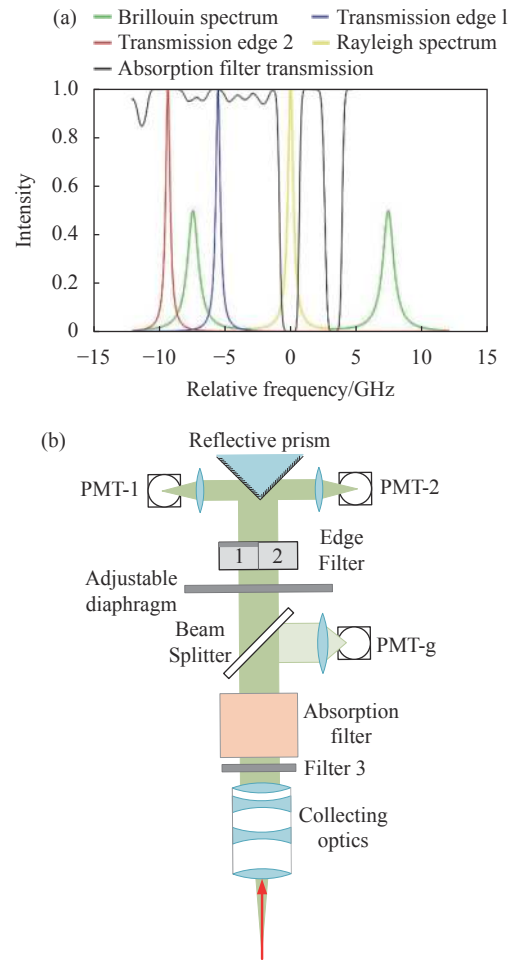 (a)
Brillouin spectrum
Transmission edge 1
Transmission edge 2
Rayleigh spectrum
Absorption filter transmission
1.0
0.8
0.6
0.4
0.2
0
Intensity
−15
−10
−5
0
5
10
15
Relative frequency/GHz
(b)
Reflective prism
PMT-1
PMT-2
1
2
Edge
Filter
Adjustable
diaphragm
Beam
Splitter
PMT-g
Absorption
filter
Filter 3
Collecting
optics